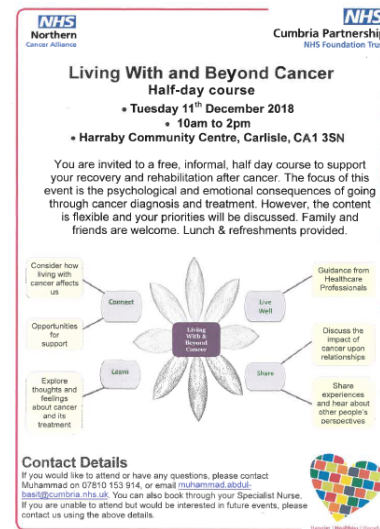 NHS
Northern
Cancer Alliance
NHS
Cumbria Partnership
NHS Foundation Trust
Living With and Beyond Cancer
Half-day course
• Tuesday 11th December 2018
• 10am to 2pm
• Harraby Community Centre, Carlisle, CA1 3SN
You are invited to a free, informal, half day course to support
your recovery and rehabilitation after cancer. The focus of this
event is the psychological and emotional consequences of going
through cancer diagnosis and treatment. However, the content
is flexible and your priorities will be discussed. Family and
friends are welcome. Lunch & refreshments provided.
Consider how
living with
cancer affects
us
Connect
Opportunities
for
support
Explore
thoughts and
feelings
about cancer
and its
treatment
Learn
Living
With &
Beyond
Cancer
Live
Well
Guidance from
Healthcare
Professionals
Share
Discuss the
impact of
cancer upon
relationships
Share
experiences
and hear about
other people's
perspectives
Contact Details
If you would like to attend or have any questions, please contact
Muhammad on 07810 153 914, or email muhammad.abdul-
basit@cumbria.nhs.uk. You can also book through your Specialist Nurse.
If you are unable to attend but would be interested in future events, please
contact us using the above details.